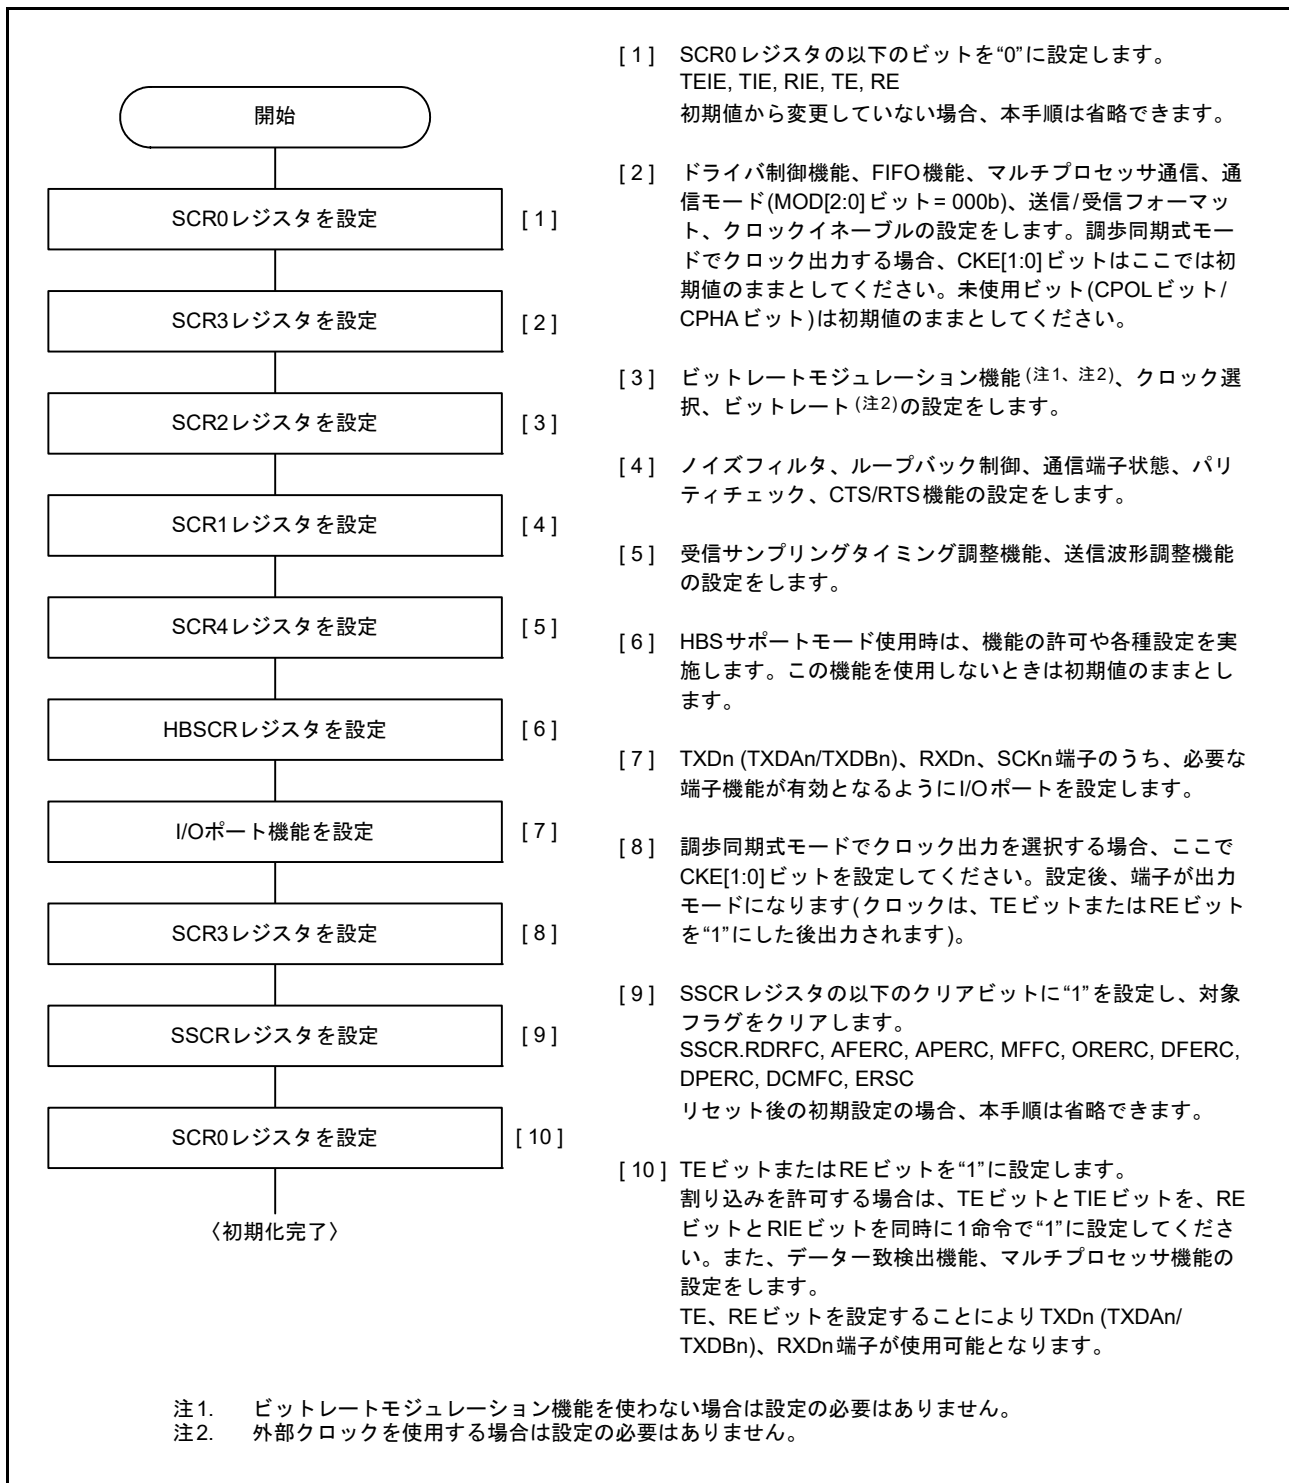 開始
SCR0レジスタを設定 [ 1 ]
SCR3レジスタを設定 [ 2 ]
SCR2レジスタを設定 [ 3 ]
SCR1レジスタを設定 [ 4 ]
SCR4レジスタを設定 [ 5 ]
HBSCRレジスタを設定 [ 6 ]
I/Oポート機能を設定 [ 7 ]
SCR3レジスタを設定 [ 8 ]
SSCRレジスタを設定 [ 9 ]
SCR0レジスタを設定 [ 10 ]
〈初期化完了〉
[ 1 ] SCR0レジスタの以下のビットを“0”に設定します。
TEIE, TIE, RIE, TE, RE
初期値から変更していない場合、本手順は省略できます。
[ 2 ] ドライバ制御機能、FIFO機能、マルチプロセッサ通信、通
信モード(MOD[2:0]ビット= 000b)、送信/受信フォーマッ
ト、クロックイネーブルの設定をします。調歩同期式モー
ドでクロック出力する場合、CKE[1:0]ビットはここでは初
期値のままとしてください。未使用ビット(CPOLビット/
CPHAビット)は初期値のままとしてください。
[ 3 ] ビットレートモジュレーション機能(注1、注2)、クロック選
択、ビットレート(注2)の設定をします。
[ 4 ] ノイズフィルタ、ループバック制御、通信端子状態、パリ
ティチェック、CTS/RTS機能の設定をします。
[ 5 ] 受信サンプリングタイミング調整機能、送信波形調整機能
の設定をします。
[ 6 ] HBSサポートモード使用時は、機能の許可や各種設定を実
施します。この機能を使用しないときは初期値のままとし
ます。
[ 7 ] TXDn (TXDAn/TXDBn)、RXDn、SCKn端子のうち、必要な
端子機能が有効となるようにI/Oポートを設定します。
[ 8 ] 調歩同期式モードでクロック出力を選択する場合、ここで
CKE[1:0]ビットを設定してください。設定後、端子が出力
モードになります(クロックは、TEビットまたはREビット
を“1”にした後出力されます)。
[ 9 ] SSCRレジスタの以下のクリアビットに“1”を設定し、対象
フラグをクリアします。
SSCR.RDRFC, AFERC, APERC, MFFC, ORERC, DFERC,
DPERC, DCMFC, ERSC
リセット後の初期設定の場合、本手順は省略できます。
[ 10 ] TEビットまたはREビットを“1”に設定します。
割り込みを許可する場合は、TEビットとTIEビットを、RE
ビットとRIEビットを同時に1命令で“1”に設定してくださ
い。また、データ一致検出機能、マルチプロセッサ機能の
設定をします。
TE、REビットを設定することによりTXDn (TXDAn/
TXDBn)、RXDn端子が使用可能となります。
注1. ビットレートモジュレーション機能を使わない場合は設定の必要はありません。
注2. 外部クロックを使用する場合は設定の必要はありません。